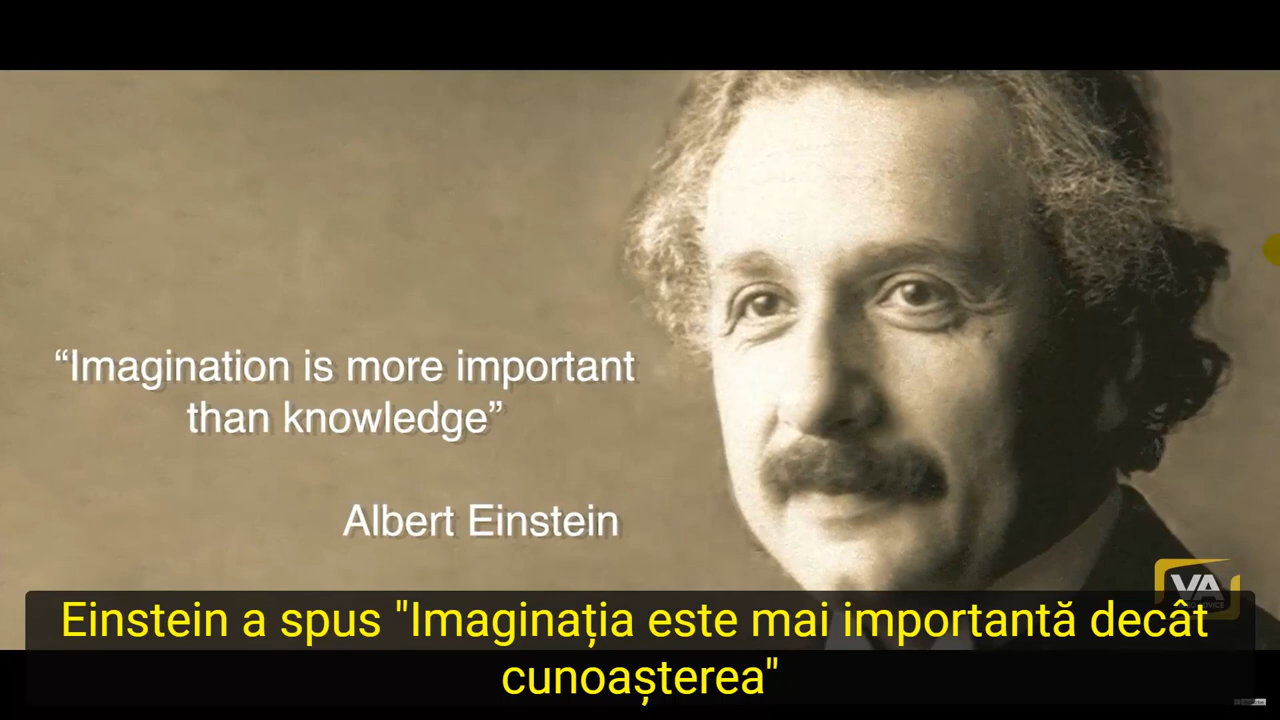 “Imagination is more important
than knowledge”
Albert Einstein
VA
Einstein a spus "Imaginația este mai importantă decât
cunoașterea"